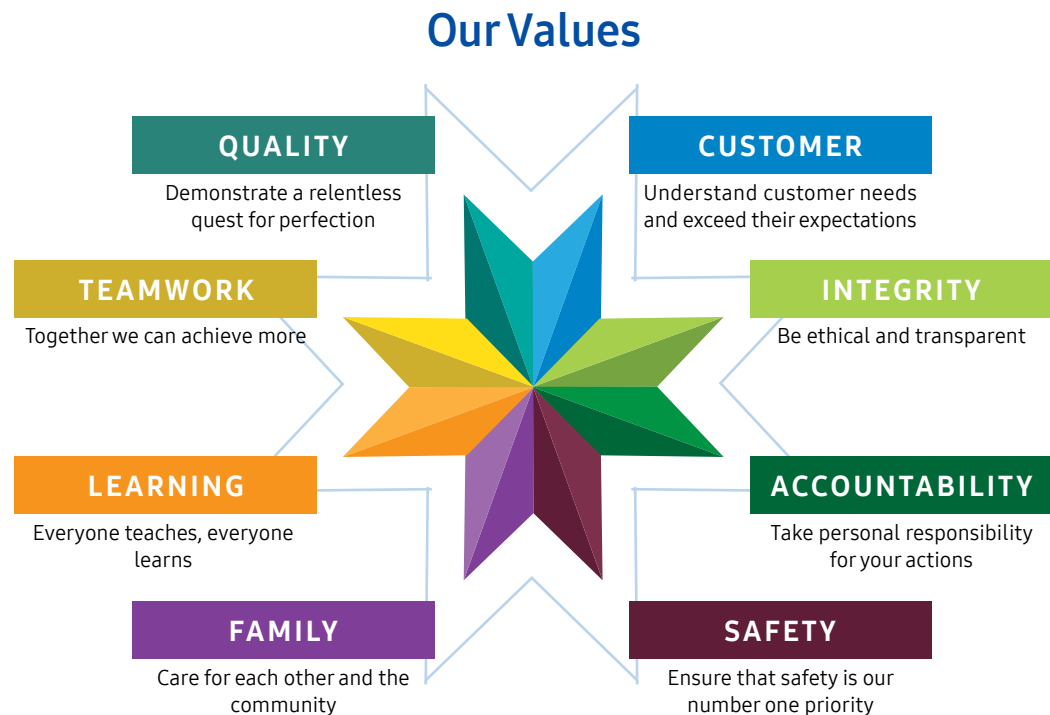 Our Values
QUALITY
Demonstrate a relentless
quest for perfection
CUSTOMER
Understand customer needs
and exceed their expectations
TEAMWORK
Together we can achieve more
INTEGRITY
Be ethical and transparent
LEARNING
Everyone teaches, everyone
learns
ACCOUNTABILITY
Take personal responsibility
for your actions
FAMILY
Care for each other and the
community
SAFETY
Ensure that safety is our
number one priority